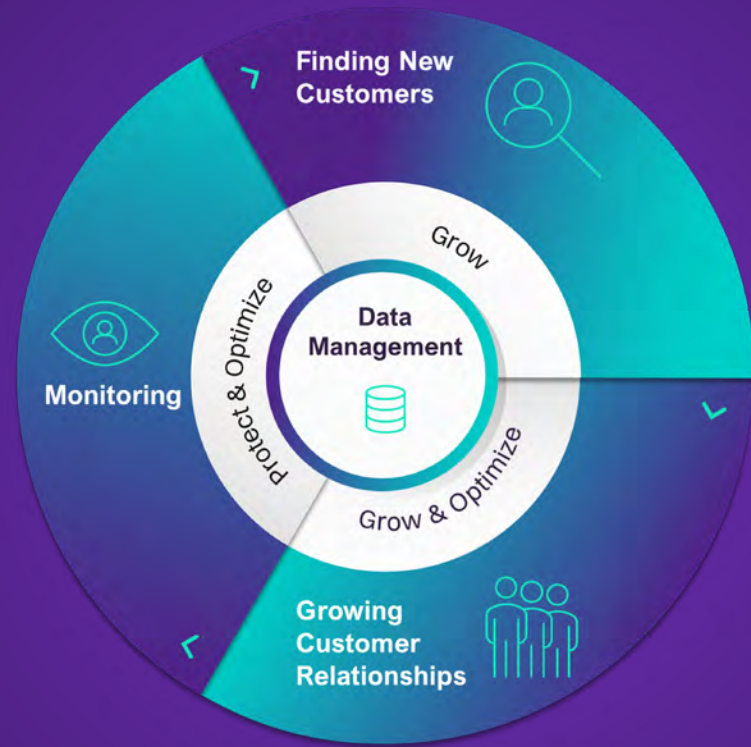 Finding New
Customers
Grow
Data
Management
Protect & Optimize
Monitoring
Grow & Optimize
Growing
Customer
Relationships